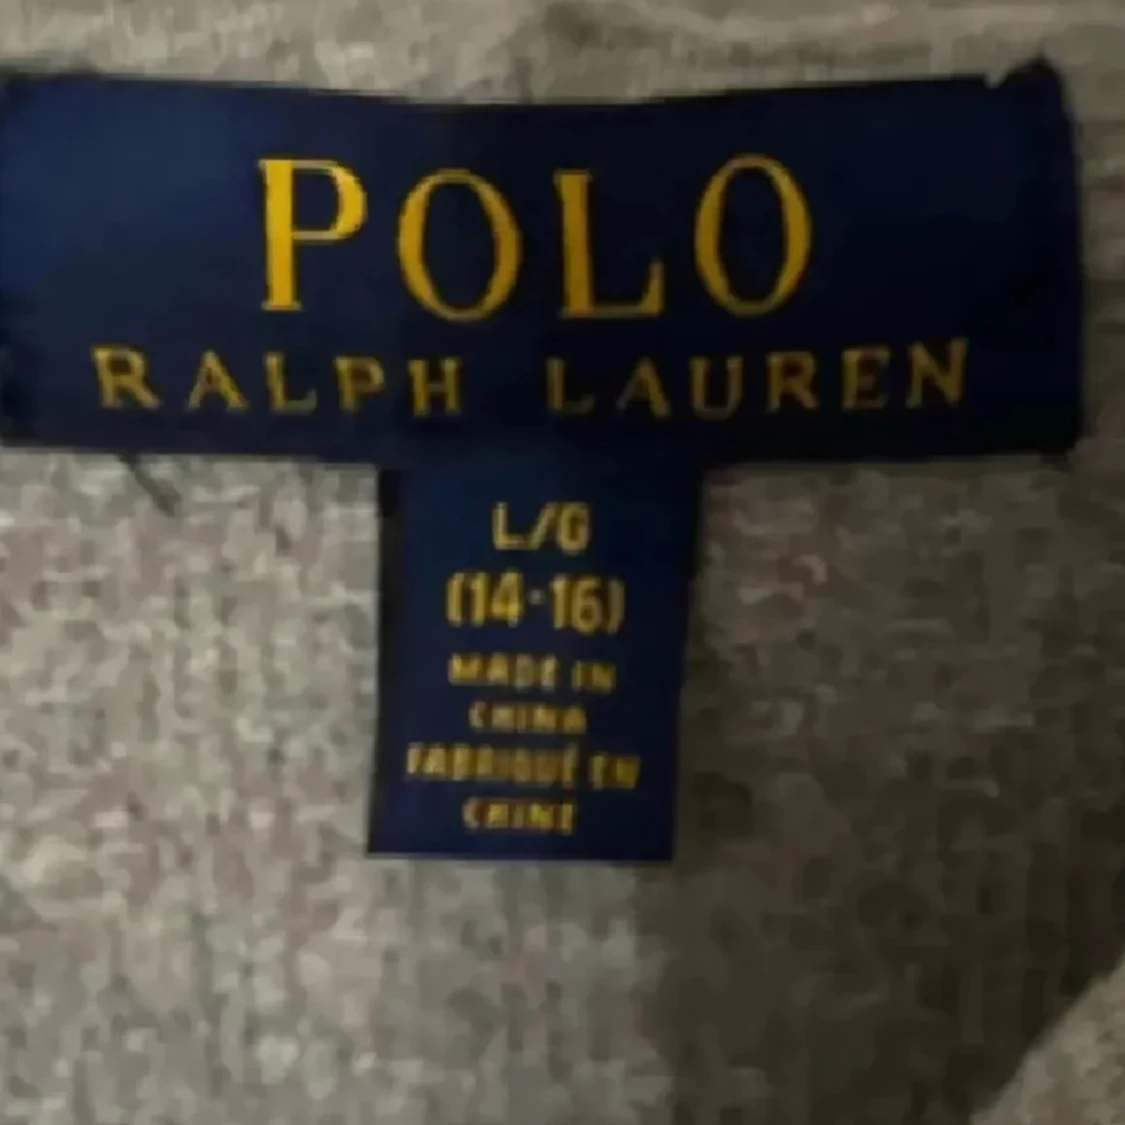 POLO
RALPH LAUREN
L/G
(14-16)
MADE IN
CHINA
FABRIQUÉ EN
CHINE